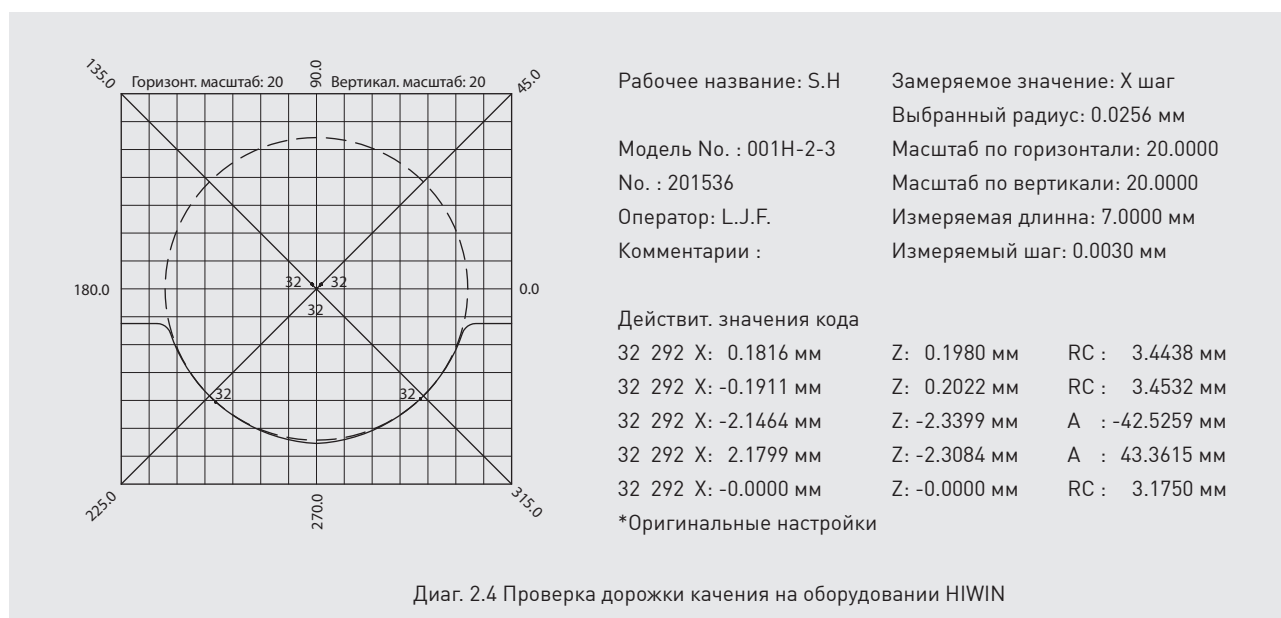 135.0
Горизонт. масштаб: 20
90.0
Вертикал. масштаб: 20
45.0
180.0
32
32
0.0
32
32
32
225.0
270.0
315.0
Рабочее название: S.H
Замеряемое значение: X шаг
Выбранный радиус: 0.0256 мм
Модель No. : 001H-2-3
Масштаб по горизонтали: 20.0000
No. : 201536
Масштаб по вертикали: 20.0000
Оператор: L.J.F.
Измеряемая длинна: 7.0000 мм
Комментарии :
Измеряемый шаг: 0.0030 мм
Действит. значения кода
32 292 X: 0.1816 мм Z: 0.1980 мм RC : 3.4438 мм
32 292 X: -0.1911 мм Z: 0.2022 мм RC : 3.4532 мм
32 292 X: -2.1464 мм Z: -2.3399 мм A : -42.5259 мм
32 292 X: 2.1799 мм Z: -2.3084 мм A : 43.3615 мм
32 292 X: -0.0000 мм Z: -0.0000 мм RC : 3.1750 мм
*Оригинальные настройки
Диаг. 2.4 Проверка дорожки качения на оборудовании HIWIN